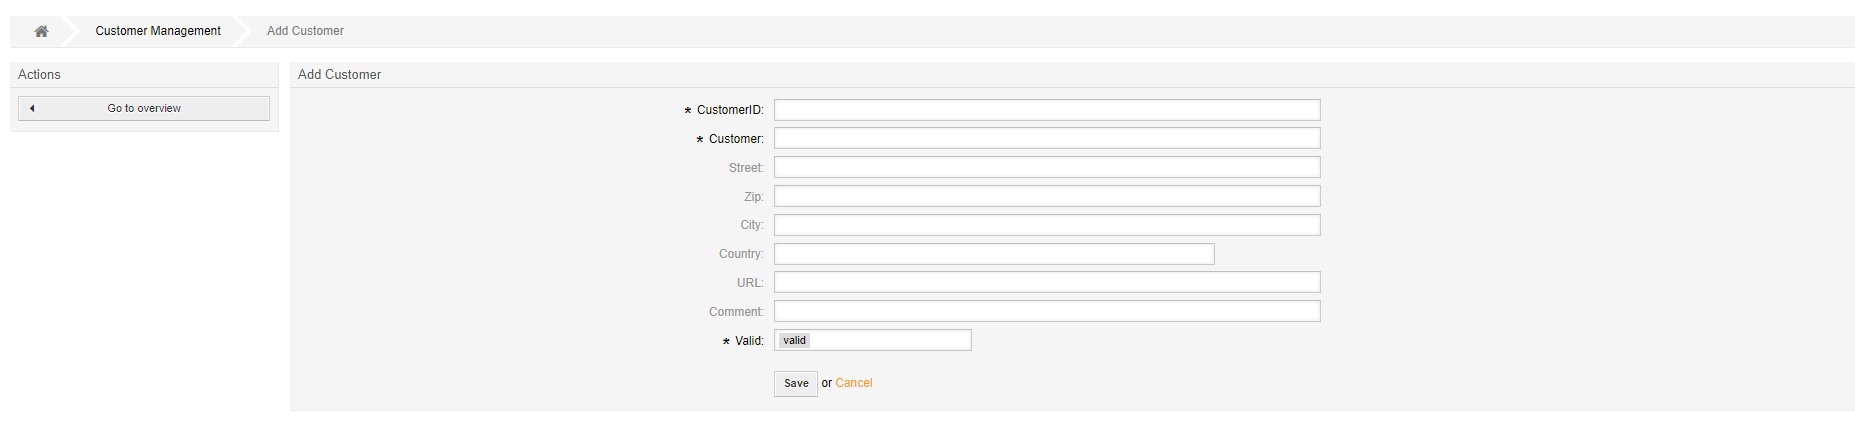 Customer Management Add Customer
Actions
Go to overview
Add Customer
* CustomerID:
* Customer:
Street:
Zip:
City:
Country:
URL:
Comment:
* Valid: valid
Save or Cancel